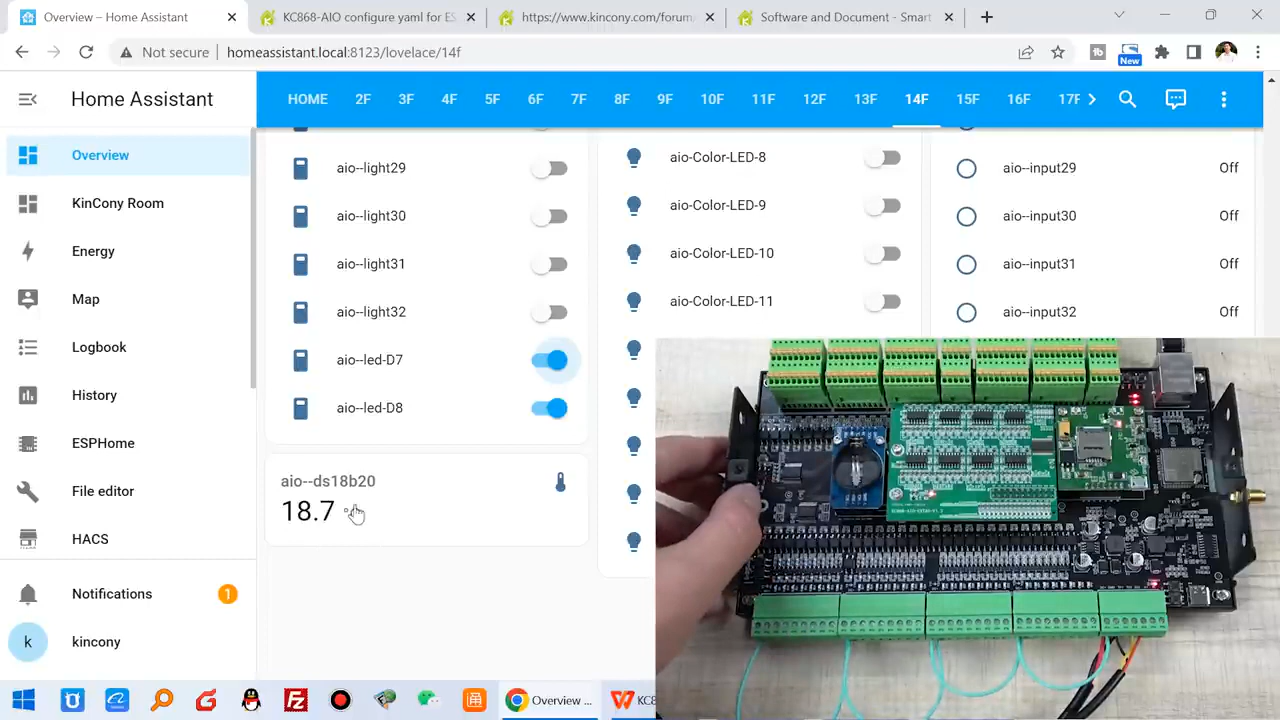 Overview – Home Assistant
KC868-AIO configure yaml for ES
https://www.kincony.com/forum
Software and Document - Smart
Not secure
homeassistant.local:8123/lovelace/14f
New
Home Assistant
HOME 2F 3F 4F 5F 6F 7F 8F 9F 10F 11F 12F 13F 14F 15F 16F 17F
Overview
KinCony Room
Energy
Map
Logbook
History
ESPHome
File editor
HACS
Notifications 1
k kincony
aio--light29
aio--light30
aio--light31
aio--light32
aio--led-D7
aio--led-D8
aio--ds18b20
18.7 °
aio-Color-LED-8
aio-Color-LED-9
aio-Color-LED-10
aio-Color-LED-11
aio--input29 Off
aio--input30 Off
aio--input31 Off
aio--input32 Off
Overview ...
KC8